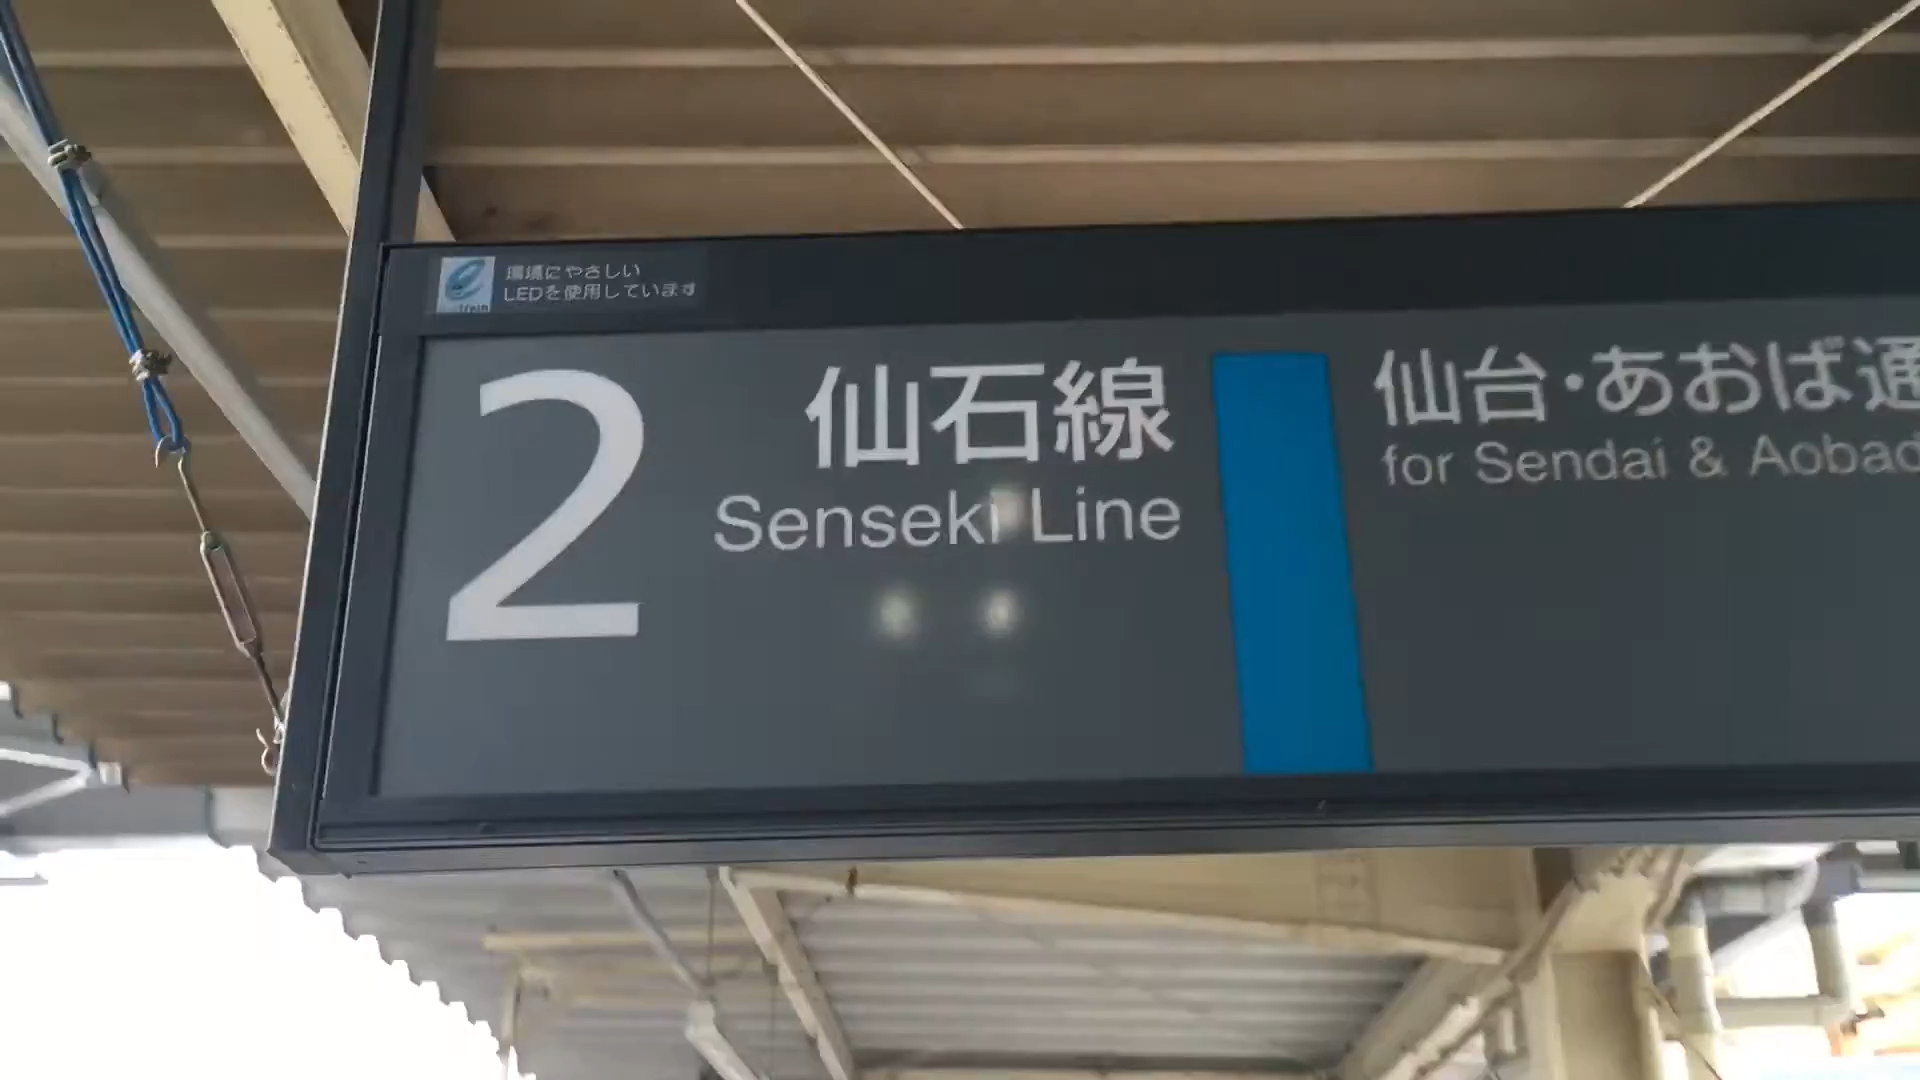 環境にやさしい
LEDを使用しています
2
仙石線
Senseki Line
仙台・あおば通
for Sendai &